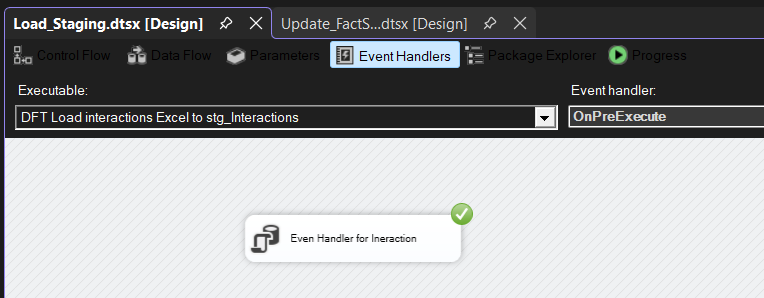 Load_Staging.dtsx [Design] Update_FactS...dtsx [Design]
Control Flow Data Flow Parameters Event Handlers Package Explorer Progress
Executable: Event handler:
DFT Load interactions Excel to stg_Interactions OnPreExecute
Even Handler for Ineraction